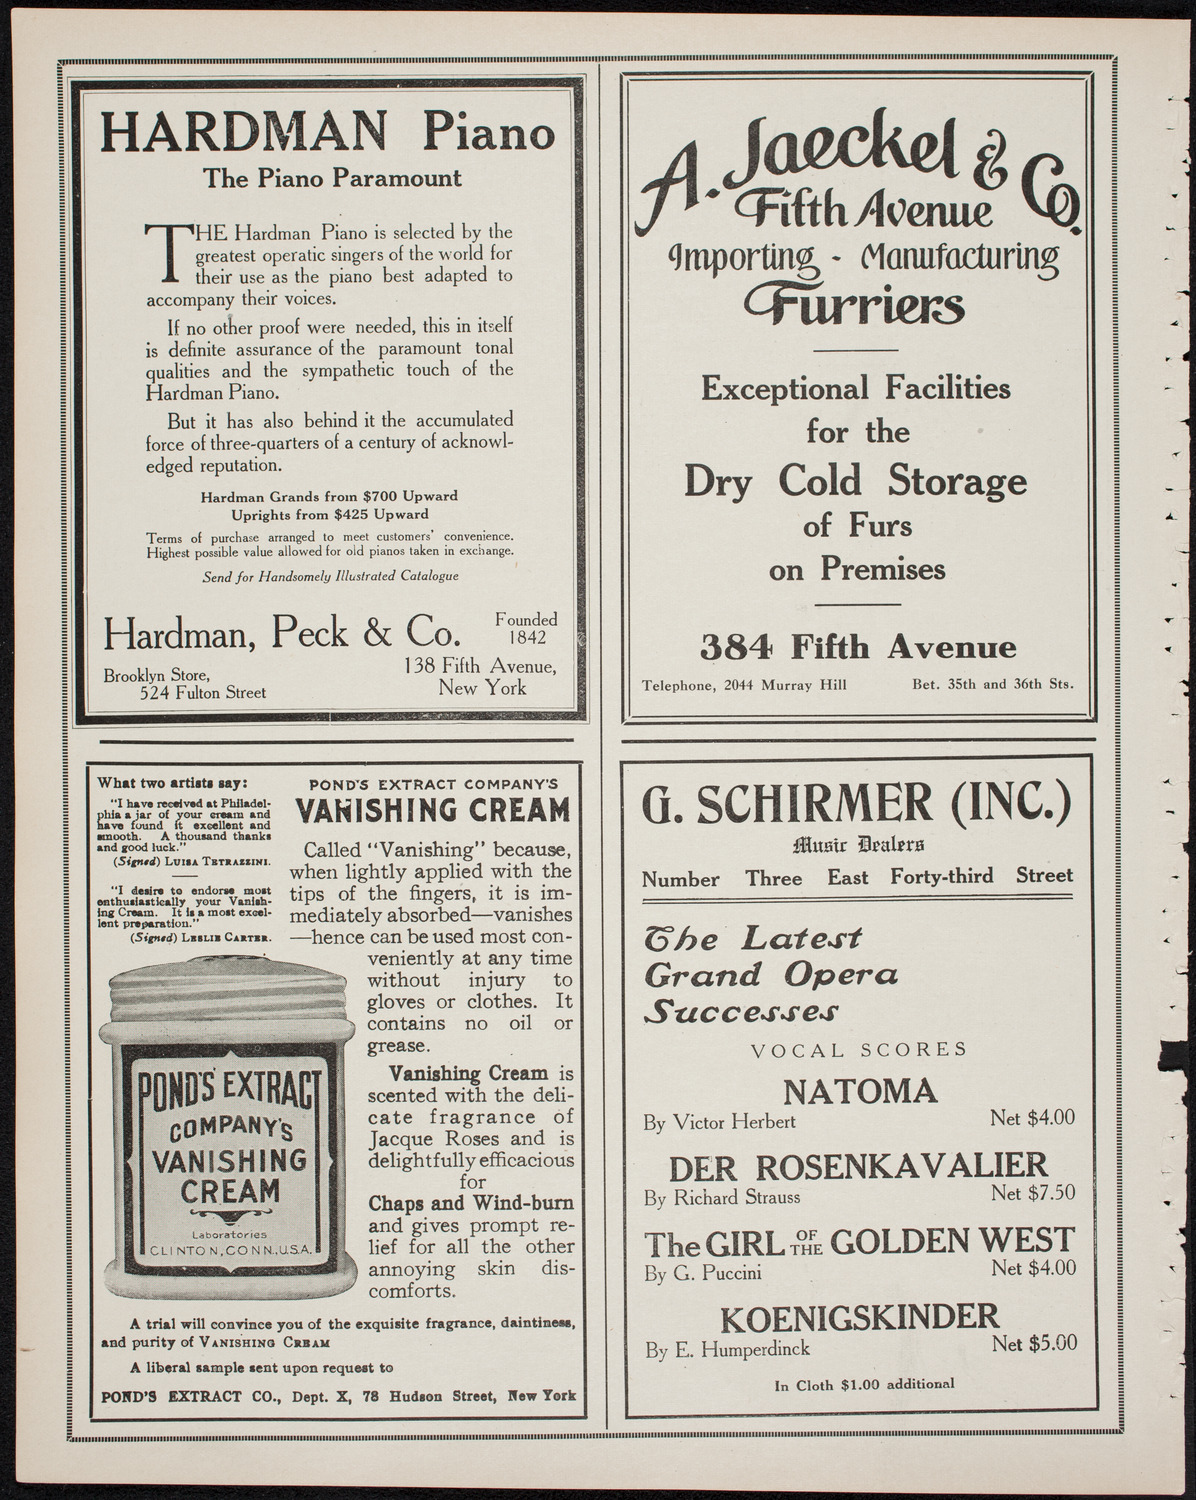 HARDMAN Piano
The Piano Paramount
THE Hardman Piano is selected by the
greatest operatic singers of the world for
their use as the piano best adapted to
accompany their voices.
If no other proof were needed, this in itself
is definite assurance of the paramount tonal
qualities and the sympathetic touch of the
Hardman Piano.
But it has also behind it the accumulated
force of three-quarters of a century of acknowl-
edged reputation.
Hardman Grands from $700 Upward
Uprights from $425 Upward
Terms of purchase arranged to meet customers' convenience.
Highest possible value allowed for old pianos taken in exchange.
Send for Handsomely Illustrated Catalogue
Hardman, Peck & Co.
Founded
1842
Brooklyn Store,
524 Fulton Street
138 Fifth Avenue,
New York
A. Jaeckel & Co.
Fifth Avenue
Importing - Manufacturing
Furriers
Exceptional Facilities
for the
Dry Cold Storage
of Furs
on Premises
384 Fifth Avenue
Telephone, 2044 Murray Hill Bet. 35th and 36th Sts.
What two artists say:
"I have received at Philadel-
phia a jar of your cream and
have found it excellent and
smooth. A thousand thanks
and good luck."
(Signed) LUISA TETRAZZINI.
"I desire to endorse most
enthusiastically your Vanish-
ing Cream. It is a most excel-
lent preparation."
(Signed) LESLIE CARTER.
POND'S EXTRACT COMPANY'S
VANISHING CREAM
Called "Vanishing" because,
when lightly applied with the
tips of the fingers, it is im-
mediately absorbed—vanishes
—hence can be used most con-
veniently at any time
without injury to
gloves or clothes. It
contains no oil or
grease.
Vanishing Cream is
scented with the deli-
cate fragrance of
Jacque Roses and is
delightfully efficacious
for
Chaps and Wind-burn
and gives prompt re-
lief for all the other
annoying skin dis-
comforts.
POND'S EXTRACT
COMPANY'S
VANISHING
CREAM
Laboratories
CLINTON, CONN., U.S.A.
A trial will convince you of the exquisite fragrance, daintiness,
and purity of VANISHING CREAM
A liberal sample sent upon request to
POND'S EXTRACT CO., Dept. X, 78 Hudson Street, New York
G. SCHIRMER (INC.)
Music Dealers
Number Three East Forty-third Street
The Latest
Grand Opera
Successes
VOCAL SCORES
NATOMA
By Victor Herbert Net $4.00
DER ROSENKAVALIER
By Richard Strauss Net $7.50
The GIRL OF THE GOLDEN WEST
By G. Puccini Net $4.00
KOENIGSKINDER
By E. Humperdinck Net $5.00
In Cloth $1.00 additional